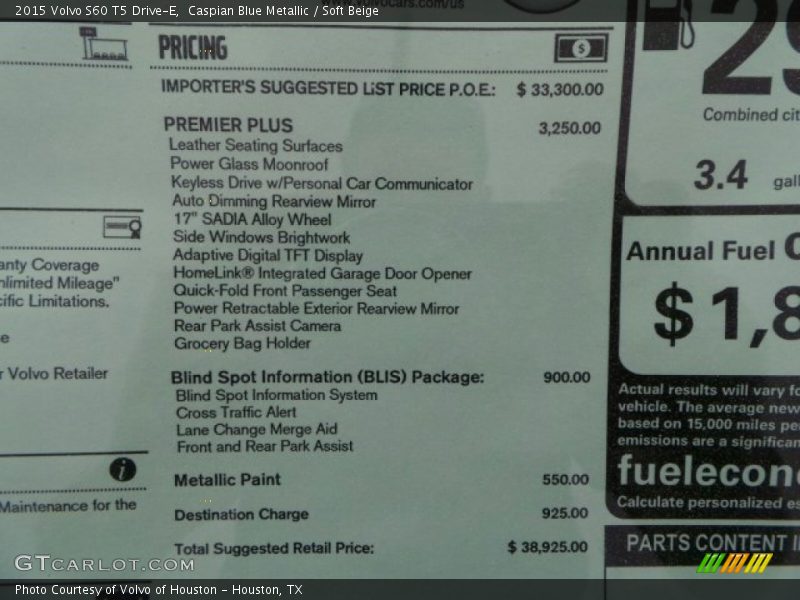 2015 Volvo S60 T5 Drive-E, Caspian Blue Metallic / Soft Beige
www.volvocars.com/us
PRICING
$
IMPORTER'S SUGGESTED LIST PRICE P.O.E.: $ 33,300.00
PREMIER PLUS 3,250.00
Leather Seating Surfaces
Power Glass Moonroof
Keyless Drive w/Personal Car Communicator
Auto Dimming Rearview Mirror
17" SADIA Alloy Wheel
Side Windows Brightwork
Adaptive Digital TFT Display
HomeLink® Integrated Garage Door Opener
Quick-Fold Front Passenger Seat
Power Retractable Exterior Rearview Mirror
Rear Park Assist Camera
Grocery Bag Holder
Blind Spot Information (BLIS) Package: 900.00
Blind Spot Information System
Cross Traffic Alert
Lane Change Merge Aid
Front and Rear Park Assist
Metallic Paint 550.00
Destination Charge 925.00
Total Suggested Retail Price: $ 38,925.00
anty Coverage
nlimited Mileage"
cific Limitations.
e
r Volvo Retailer
i
Maintenance for the
29
Combined cit
3.4 gall
Annual Fuel C
$1,8
Actual results will vary fo
vehicle. The average new
based on 15,000 miles pe
emissions are a significan
fuelecono
Calculate personalized es
PARTS CONTENT I
GTCARLOT.COM
Photo Courtesy of Volvo of Houston - Houston, TX